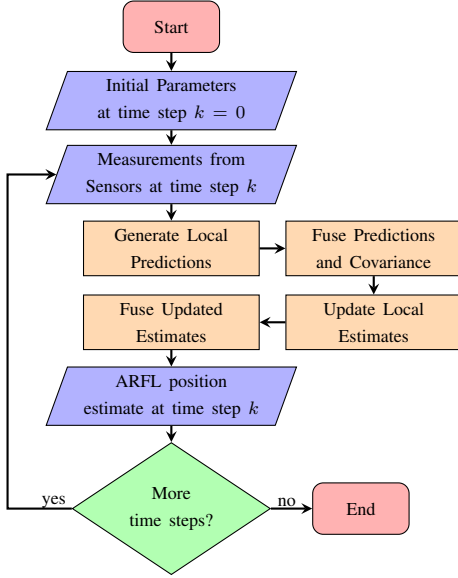 Start
Initial Parameters
at time step k = 0
Measurements from
Sensors at time step k
Generate Local
Predictions
Fuse Predictions
and Covariance
Fuse Updated
Estimates
Update Local
Estimates
ARFL position
estimate at time step k
yes
More
time steps?
no
End